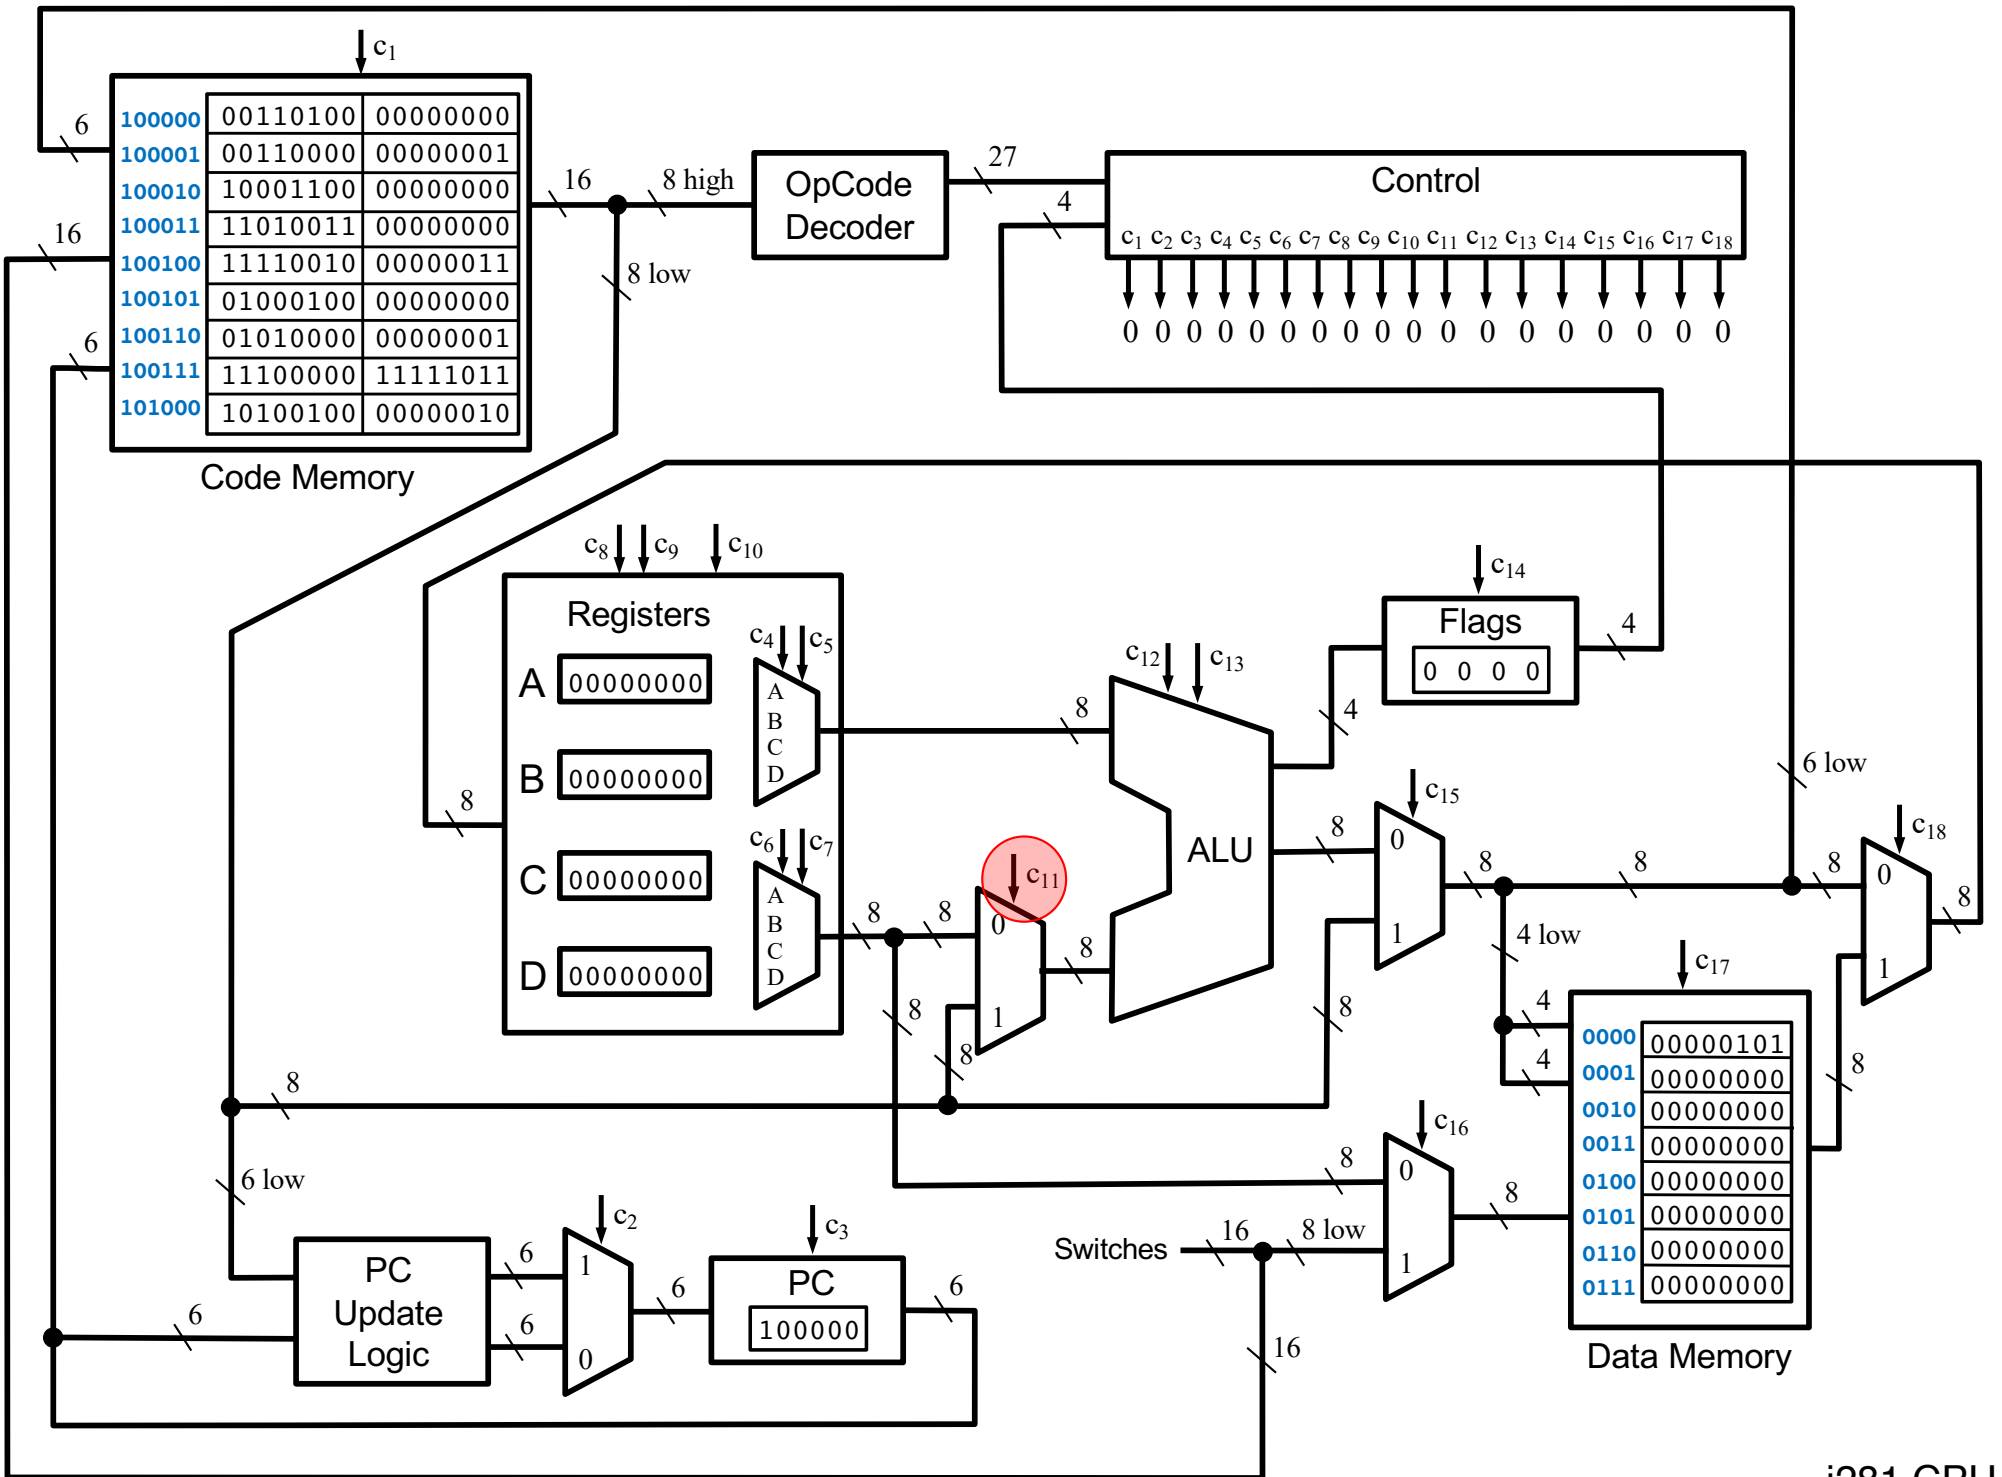 c1
100000 00110100 00000000
100001 00110000 00000001
100010 10001100 00000000
100011 11010011 00000000
100100 11110010 00000011
100101 01000100 00000000
100110 01010000 00000001
100111 11100000 11111011
101000 10100100 00000010
Code Memory
6
16
6
16
8 high
8 low
OpCode
Decoder
27
4
Control
c1 c2 c3 c4 c5 c6 c7 c8 c9 c10 c11 c12 c13 c14 c15 c16 c17 c18
0 0 0 0 0 0 0 0 0 0 0 0 0 0 0 0 0 0
c8 c9 c10
Registers
A 00000000
B 00000000
C 00000000
D 00000000
8
c4 c5
A
B
C
D
c6 c7
A
B
C
D
8
8
8
8
c11
0
1
8
8
c12 c13
ALU
4
c14
Flags
0 0 0 0
4
8
c15
0
1
8
8
4 low
8
6 low
8
c18
0
1
8
c17
4
4
0000 00000101
0001 00000000
0010 00000000
0011 00000000
0100 00000000
0101 00000000
0110 00000000
0111 00000000
Data Memory
8
8
c16
0
1
8
8
Switches
16
8 low
16
6 low
6
PC
Update
Logic
6
6
c2
1
0
6
c3
PC
100000
6